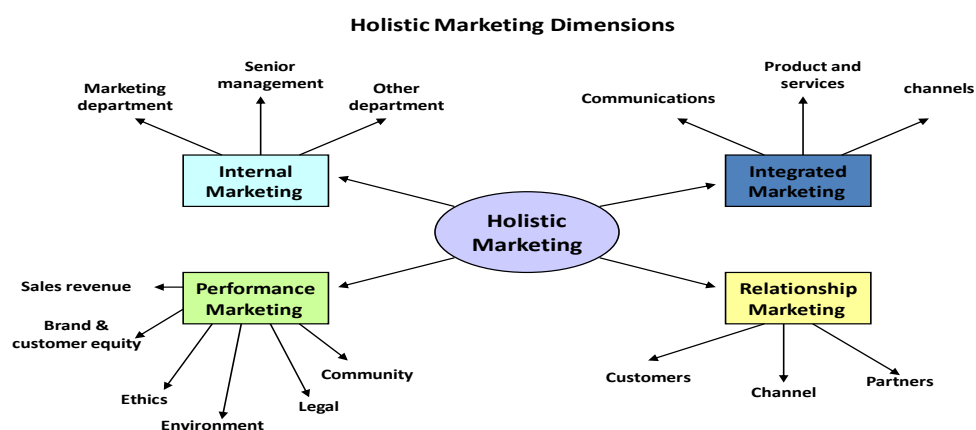 Holistic Marketing Dimensions
Senior
management
Marketing
department
Other
department
Internal
Marketing
Product and
services
Communications
channels
Integrated
Marketing
Holistic
Marketing
Performance
Marketing
Sales revenue
Brand &
customer equity
Ethics
Environment
Legal
Community
Relationship
Marketing
Customers
Channel
Partners